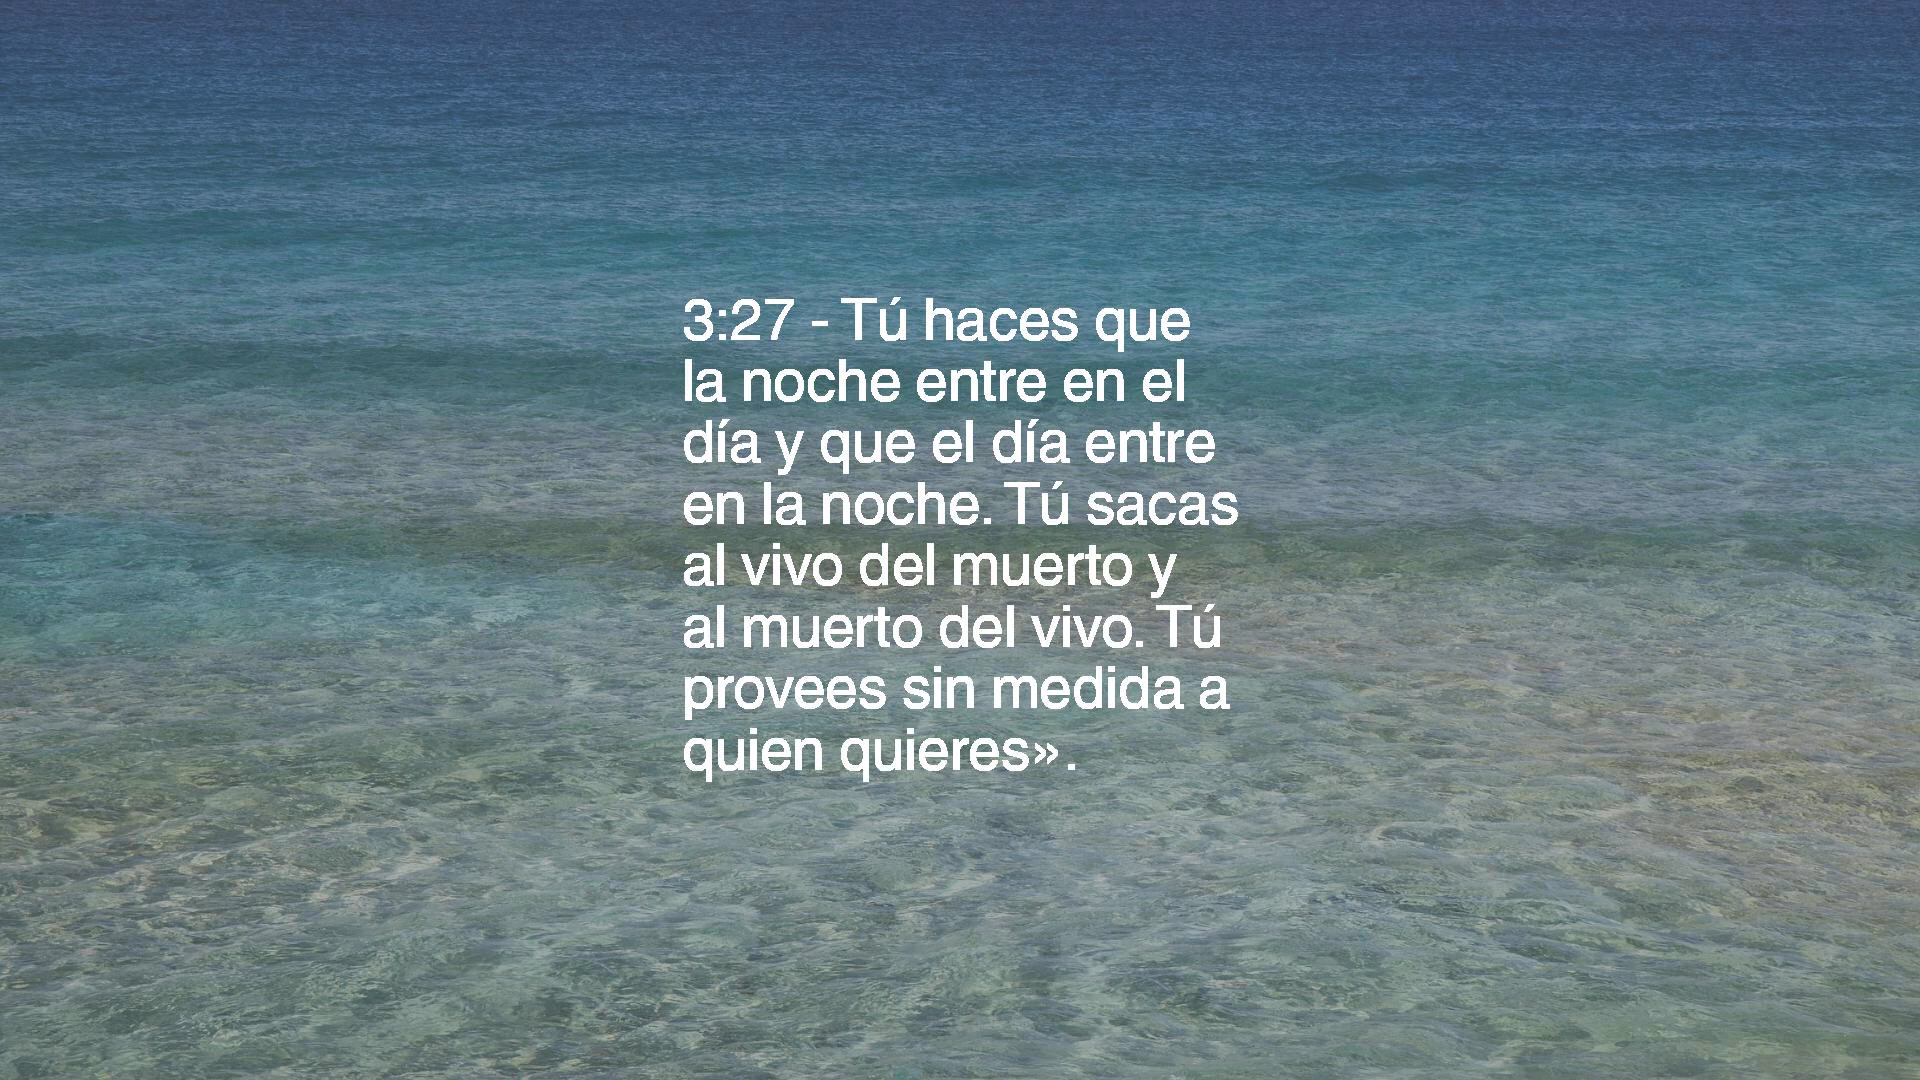 3:27 - Tú haces que
la noche entre en el
día y que el día entre
en la noche. Tú sacas
al vivo del muerto y
al muerto del vivo. Tú
provees sin medida a
quien quieres».